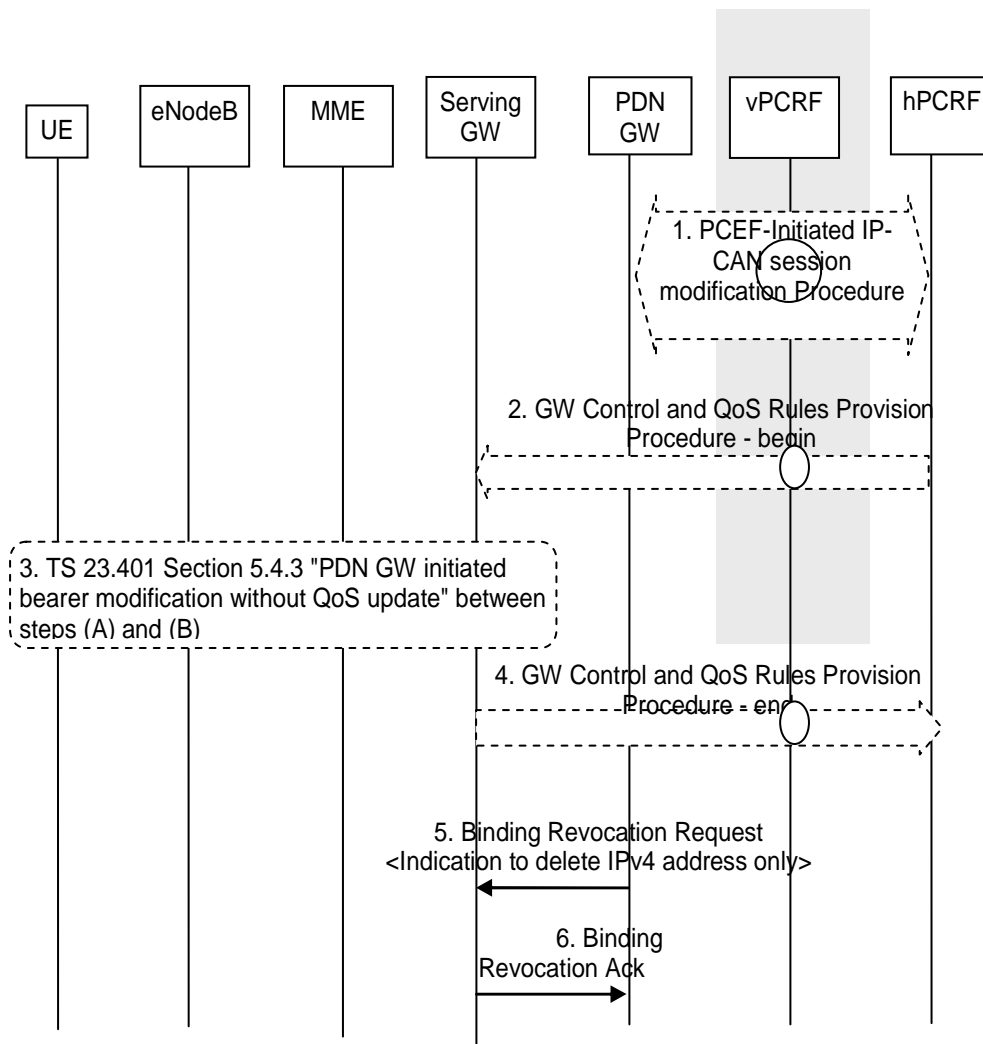 UE
eNodeB
MME
Serving
GW
PDN
GW
vPCRF
hPCRF
1. PCEF-Initiated IP-
CAN session
modification Procedure
2. GW Control and QoS Rules Provision
Procedure - begin
3. TS 23.401 Section 5.4.3 "PDN GW initiated
bearer modification without QoS update" between
steps (A) and (B)
4. GW Control and QoS Rules Provision
Procedure - end
5. Binding Revocation Request
<Indication to delete IPv4 address only>
6. Binding
Revocation Ack